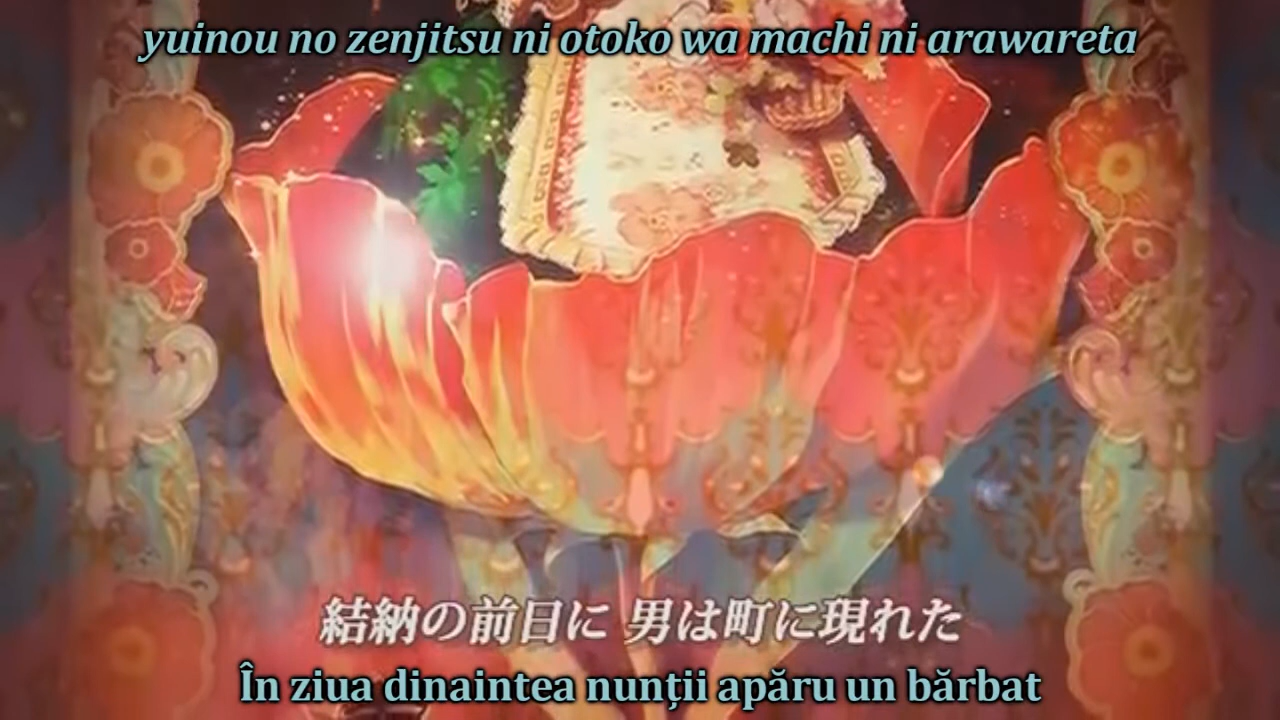 yuinou no zenjitsu ni otoko wa machi ni arawareta
結納の前日に 男は町に現れた
În ziua dinaintea nunții apăru un bărbat